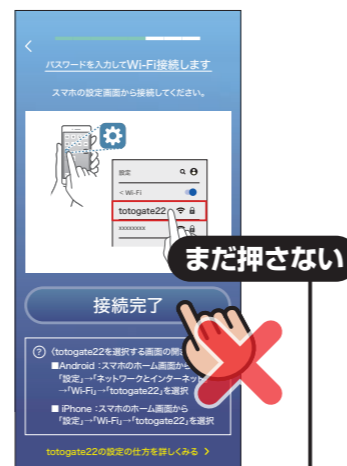 パスワードを入力してWi-Fi接続します
スマホの設定画面から接続してください。
設定
< Wi-Fi
totogate22
xxxxxxxx
まだ押さない
接続完了
? 《totogate22を選択する画面の開
■Android：スマホのホーム画面から
「設定」→「ネットワークとインターネット
→「Wi-Fi」→「totogate22」を選択
■ iPhone：スマホのホーム画面から
「設定」→「Wi-Fi」→「totogate22」を選択
totogate22の設定の仕方を詳しくみる >